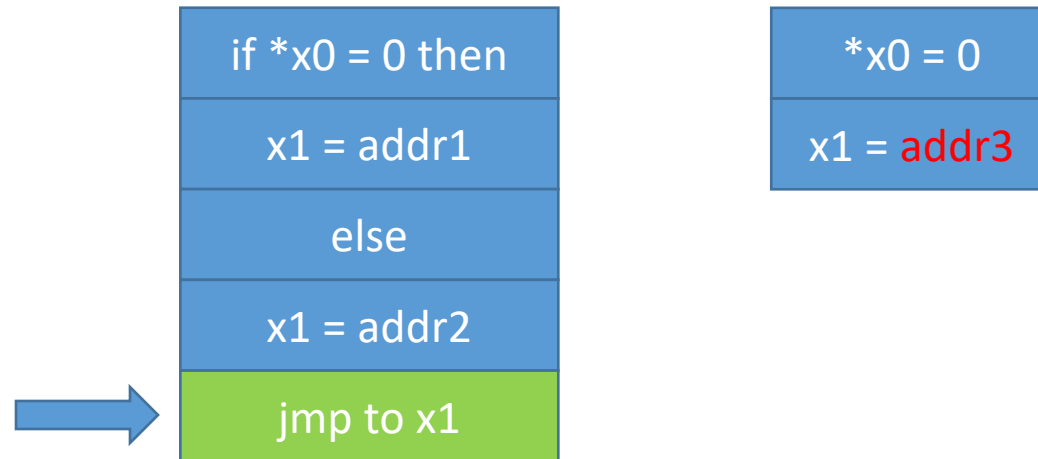 if *x0 = 0 then
x1 = addr1
else
x1 = addr2
jmp to x1
*x0 = 0
x1 = addr3